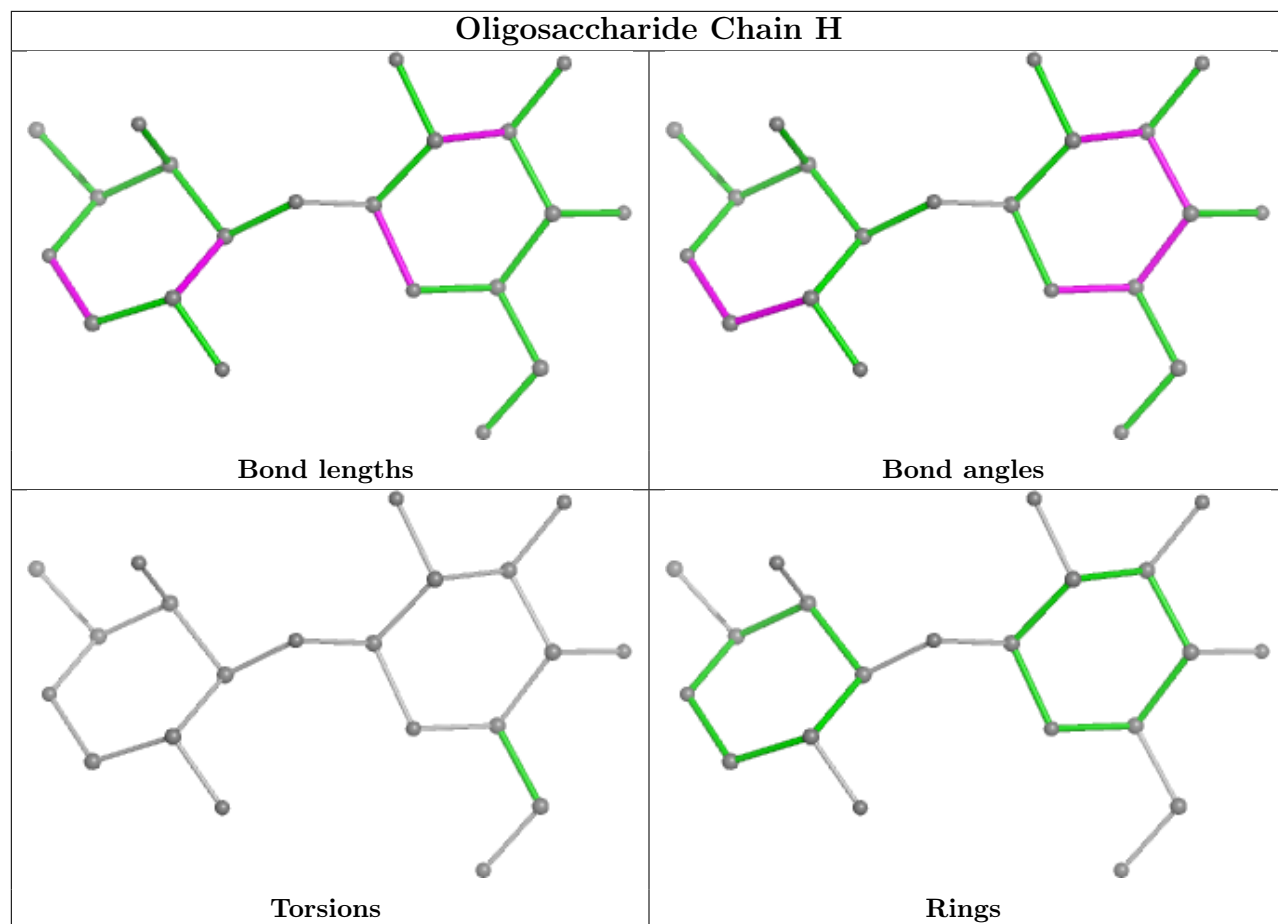 Oligosaccharide Chain H
Bond lengths
Bond angles
Torsions
Rings